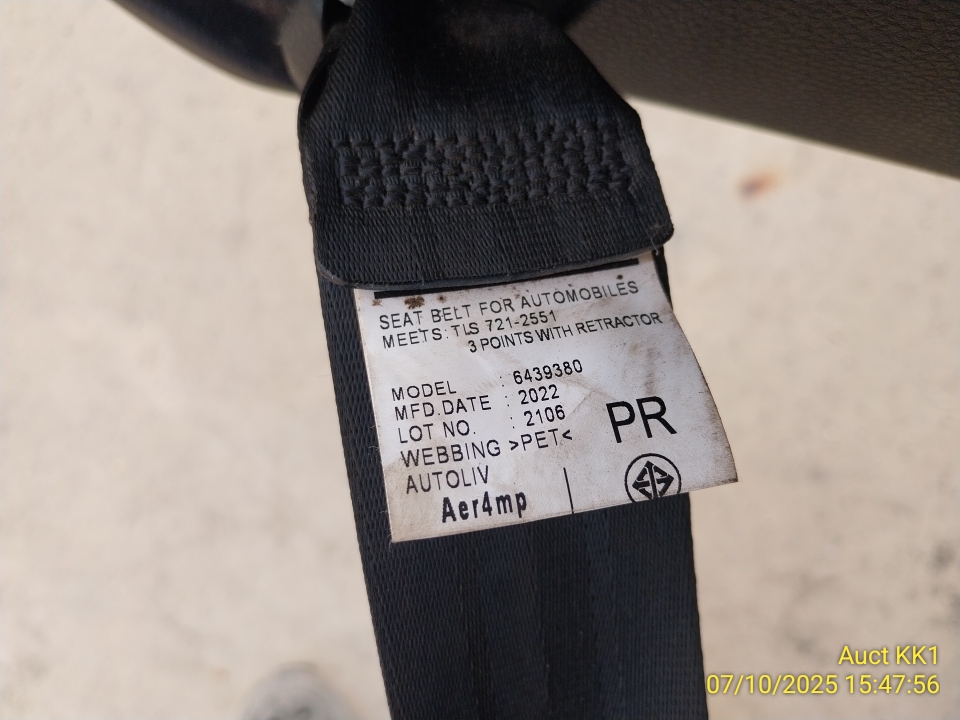 SEAT BELT FOR AUTOMOBILES
MEETS: TLS 721-2551
3 POINTS WITH RETRACTOR
MODEL : 6439380
MFD.DATE : 2022
LOT NO. : 2106
WEBBING >PET<
PR
AUTOLIV
Aer4mp
Auct KK1
07/10/2025 15:47:56